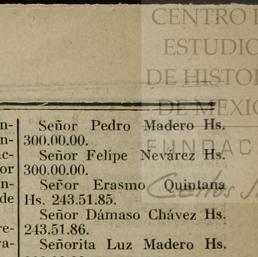 CENTRO
ESTUDIO
DE HISTOR
DE MEXIC
FUNDAC
Señor Pedro Madero Hs.
300.00.00.
Señor Felipe Nevárez Hs.
300.00.00.
Señor Erasmo Quintana
Hs. 243.51.85.
Señor Dámaso Chávez Hs.
243.51.86.
Señorita Luz Madero Hs.